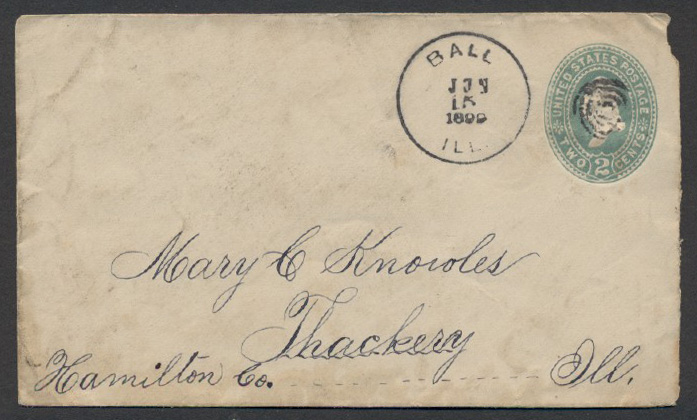 BALL
JUN
15
1899
ILL.
UNITED STATES POSTAGE
TWO 2 CENTS
Mary C Knowles
Thackery
Hamilton Co. Ill.